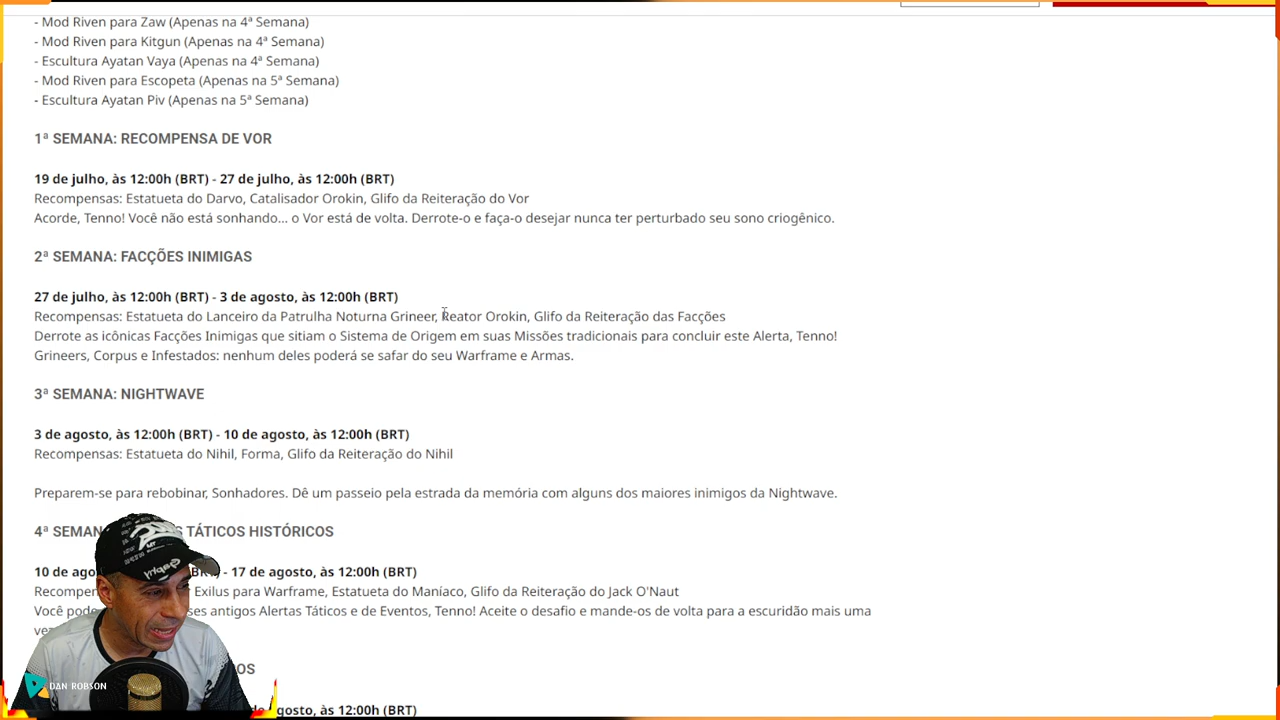 - Mod Riven para Zaw (Apenas na 4ª Semana)
- Mod Riven para Kitgun (Apenas na 4ª Semana)
- Escultura Ayatan Vaya (Apenas na 4ª Semana)
- Mod Riven para Escopeta (Apenas na 5ª Semana)
- Escultura Ayatan Piv (Apenas na 5ª Semana)
1ª SEMANA: RECOMPENSA DE VOR
19 de julho, às 12:00h (BRT) - 27 de julho, às 12:00h (BRT)
Recompensas: Estatueta do Darvo, Catalisador Orokin, Glifo da Reiteração do Vor
Acorde, Tenno! Você não está sonhando... o Vor está de volta. Derrote-o e faça-o desejar nunca ter perturbado seu sono criogênico.
2ª SEMANA: FACÇÕES INIMIGAS
27 de julho, às 12:00h (BRT) - 3 de agosto, às 12:00h (BRT)
Recompensas: Estatueta do Lanceiro da Patrulha Noturna Grineer, Reator Orokin, Glifo da Reiteração das Facções
Derrote as icônicas Facções Inimigas que sitiam o Sistema de Origem em suas Missões tradicionais para concluir este Alerta, Tenno!
Grineers, Corpus e Infestados: nenhum deles poderá se safar do seu Warframe e Armas.
3ª SEMANA: NIGHTWAVE
3 de agosto, às 12:00h (BRT) - 10 de agosto, às 12:00h (BRT)
Recompensas: Estatueta do Nihil, Forma, Glifo da Reiteração do Nihil
Preparem-se para rebobinar, Sonhadores. Dê um passeio pela estrada da memória com alguns dos maiores inimigos da Nightwave.
4ª SEMAN TÁTICOS HISTÓRICOS
10 de ago BRT) - 17 de agosto, às 12:00h (BRT)
Recompen Exilus para Warframe, Estatueta do Maníaco, Glifo da Reiteração do Jack O'Naut
Você pode ses antigos Alertas Táticos e de Eventos, Tenno! Aceite o desafio e mande-os de volta para a escuridão mais uma
OS
de agosto, às 12:00h (BRT)
DAN ROBSON